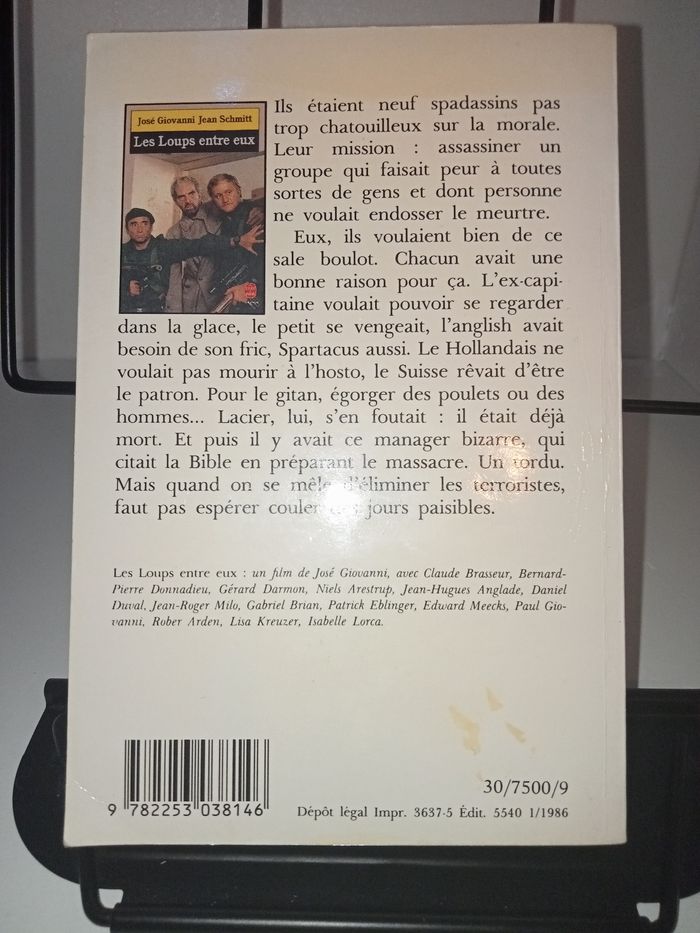 José Giovanni Jean Schmitt
Les Loups entre eux
Ils étaient neuf spadassins pas
trop chatouilleux sur la morale.
Leur mission : assassiner un
groupe qui faisait peur à toutes
sortes de gens et dont personne
ne voulait endosser le meurtre.
Eux, ils voulaient bien de ce
sale boulot. Chacun avait une
bonne raison pour ça. L'ex-capi-
taine voulait pouvoir se regarder
dans la glace, le petit se vengeait, l'anglish avait
besoin de son fric, Spartacus aussi. Le Hollandais ne
voulait pas mourir à l'hosto, le Suisse rêvait d'être
le patron. Pour le gitan, égorger des poulets ou des
hommes... Lacier, lui, s'en foutait : il était déjà
mort. Et puis il y avait ce manager bizarre, qui
citait la Bible en préparant le massacre. Un tordu.
Mais quand on se mêle d'éliminer les terroristes,
faut pas espérer couler des jours paisibles.
Les Loups entre eux : un film de José Giovanni, avec Claude Brasseur, Bernard-
Pierre Donnadieu, Gérard Darmon, Niels Arestrup, Jean-Hugues Anglade, Daniel
Duval, Jean-Roger Milo, Gabriel Brian, Patrick Eblinger, Edward Meecks, Paul Gio-
vanni, Rober Arden, Lisa Kreuzer, Isabelle Lorca.
30/7500/9
9 782253 038146
Dépôt légal Impr. 3637-5 Édit. 5540 1/1986